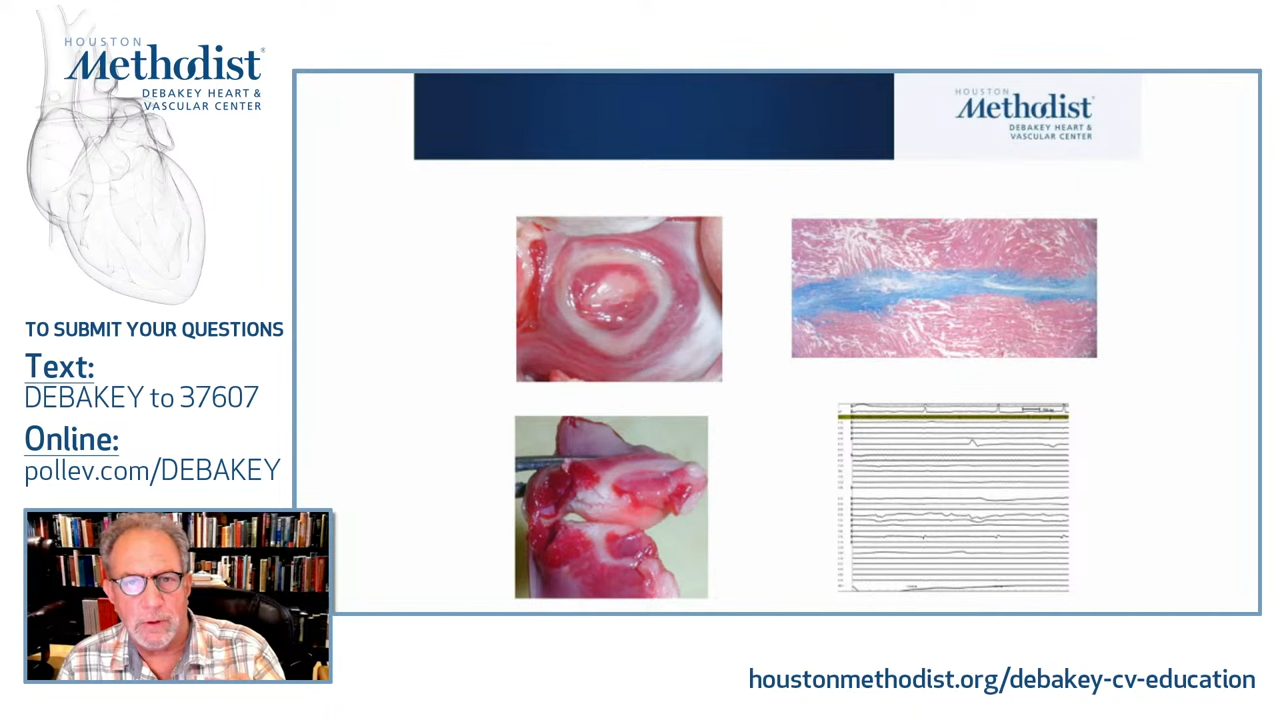 HOUSTON
Methodist®
DEBAKEY HEART &
VASCULAR CENTER
TO SUBMIT YOUR QUESTIONS
Text:
DEBAKEY to 37607
Online:
pollev.com/DEBAKEY
HOUSTON
Methodist
DEBAKEY HEART &
VASCULAR CENTER
houstonmethodist.org/debakey-cv-education